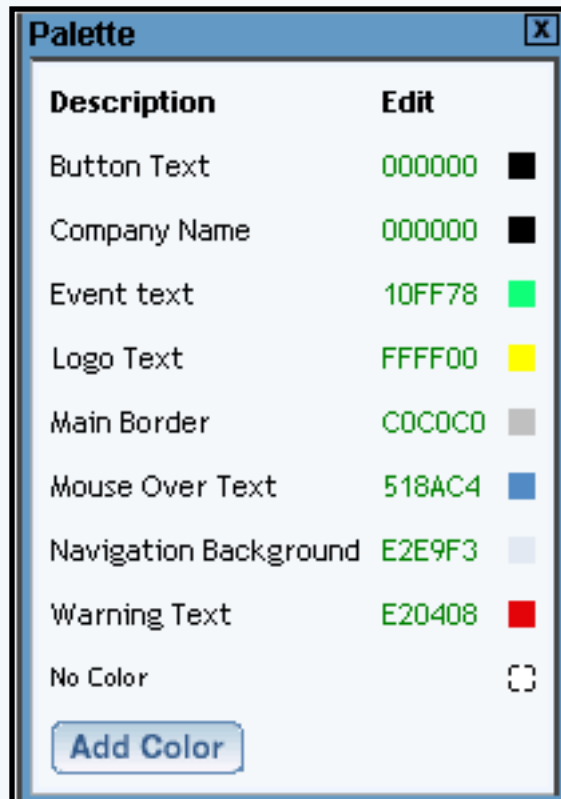 Palette X
Description Edit
Button Text 000000
Company Name 000000
Event text 10FF78
Logo Text FFFF00
Main Border C0C0C0
Mouse Over Text 518AC4
Navigation Background E2E9F3
Warning Text E20408
No Color
Add Color